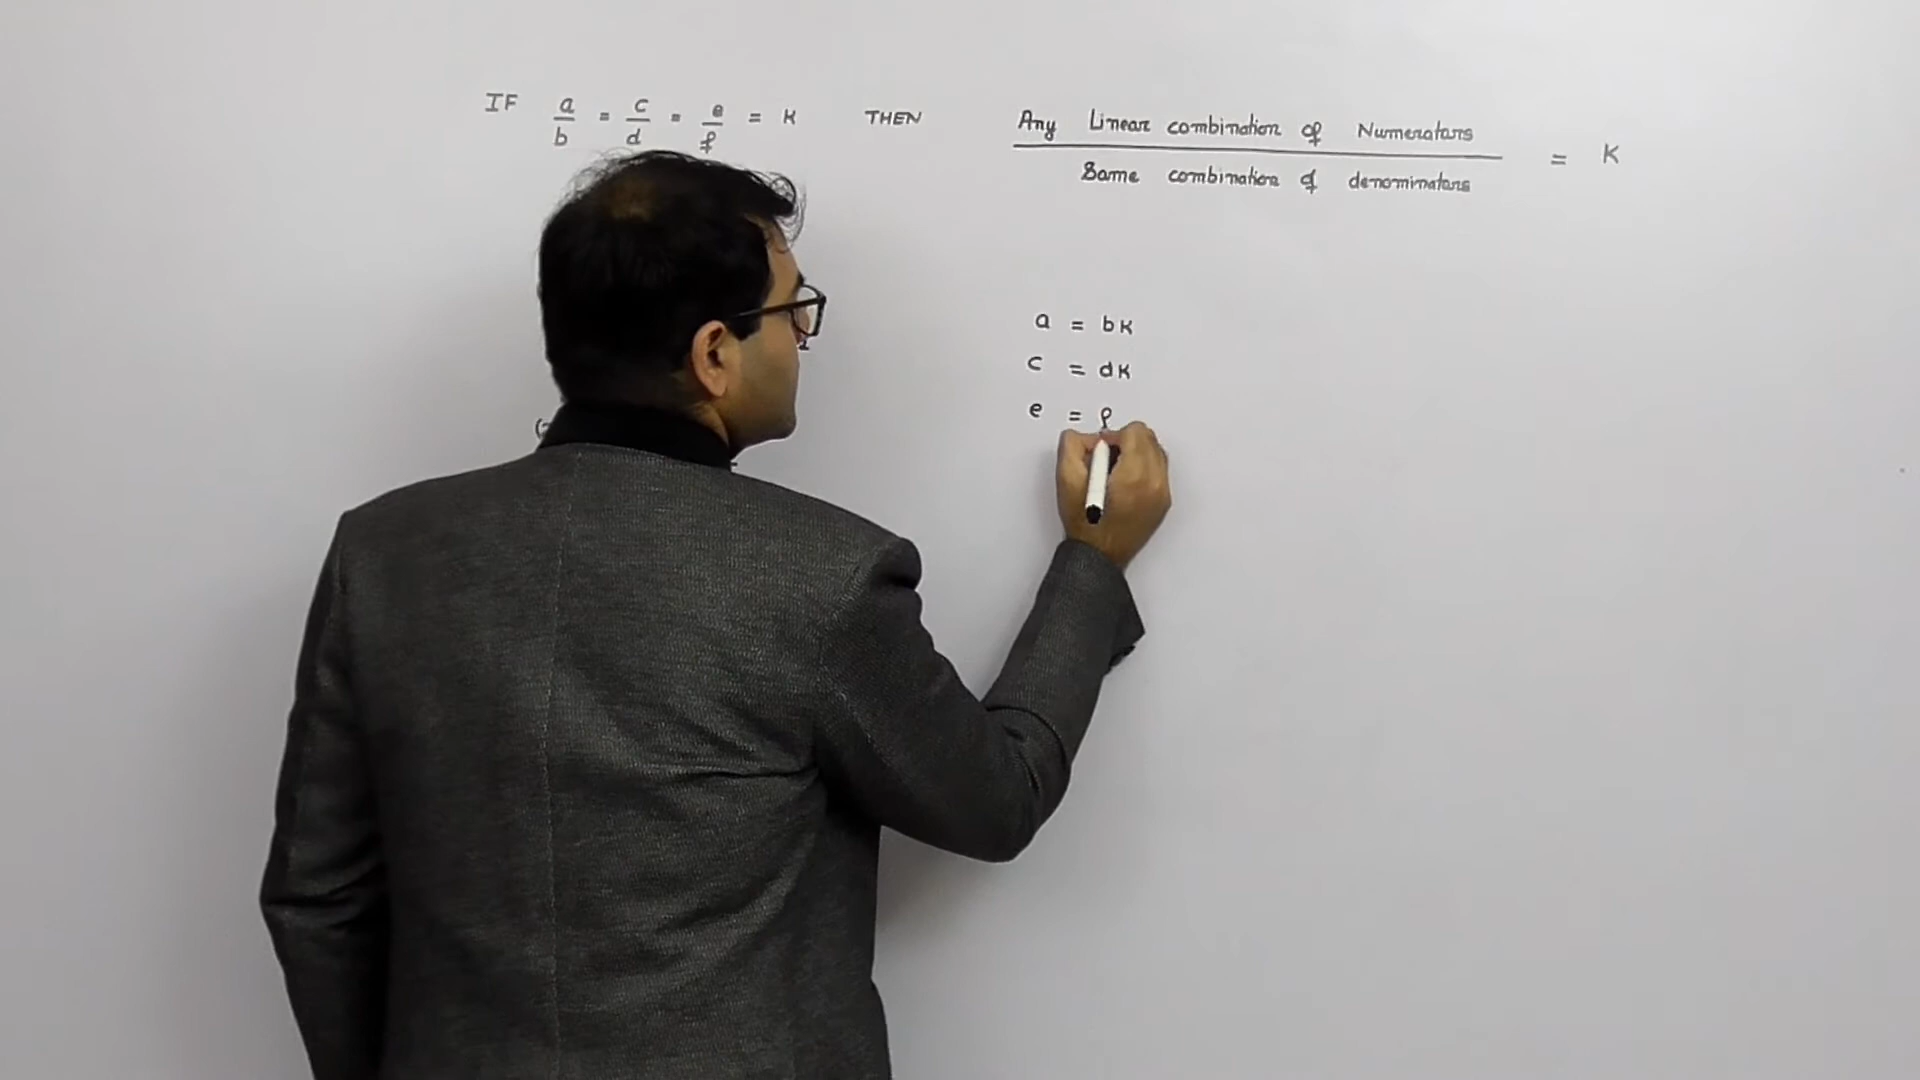 IF a/b = c/d = e/f = K THEN Any Linear combination of Numerators / Same combination of denominators = K
a = bK
c = dK
e = f